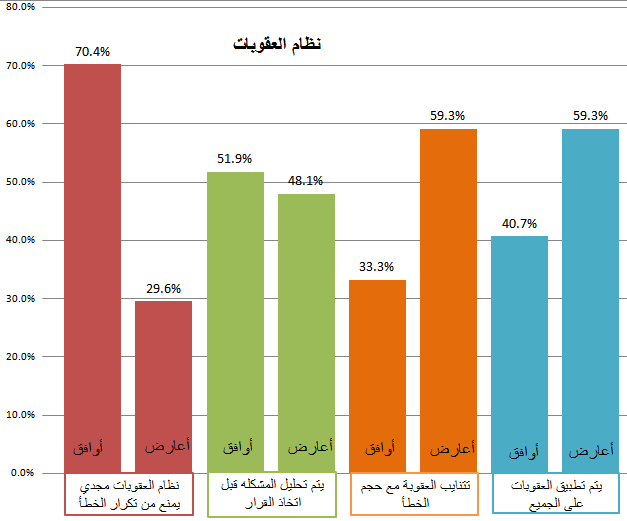 80.0%
نظام العقوبات
70.4%
70.0%
59.3%
59.3%
60.0%
51.9%
48.1%
50.0%
40.7%
40.0%
33.3%
29.6%
30.0%
20.0%
10.0%
أوافق
أعارض
أوافق
أعارض
أوافق
أعارض
أوافق
أعارض
0.0%
نظام العقوبات مجدي
يمنع من تكرار الخطأ
يتم تحليل المشكله قبل
اتخاذ القرار
تتنايب العقوبة مع حجم
الخطأ
يتم تطبيق العقوبات
على الجميع